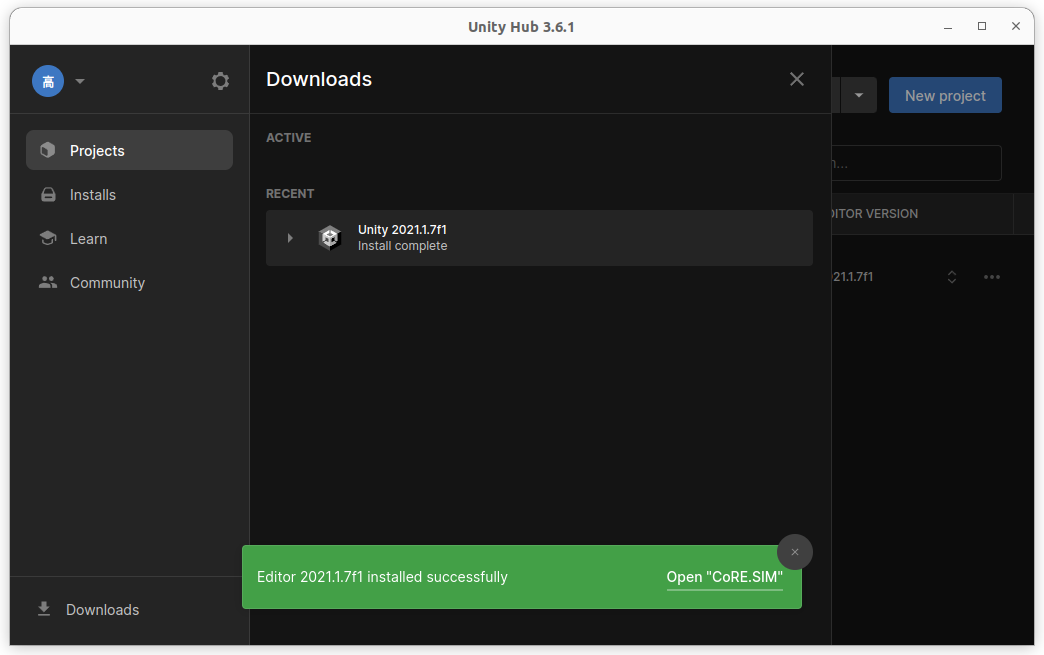 Unity Hub 3.6.1
高
Downloads
New project
Projects
ACTIVE
n...
Installs
RECENT
DITOR VERSION
Unity 2021.1.7f1
Install complete
Learn
21.1.7f1
Community
Editor 2021.1.7f1 installed successfully
Open "CoRE.SIM"
Downloads